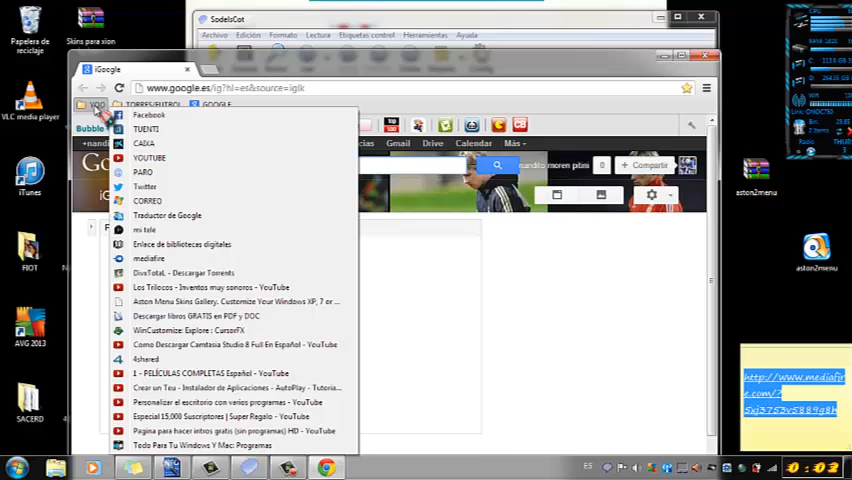 Papelera de
reciclaje
Skins para xion
VLC media player
iTunes
FIOT
AVG 2013
SACERD
SodelsCot
Archivo Edición Formato Lectura Etiquetas control Herramientas Ayuda
iGoogle
www.google.es/ig?hl=es&source=iglk
YOO
TORRES/FUTBOL
GOOGLE
Bubble
Gmail Drive Calendar Más
Compartir
0
Facebook
TUENTI
CAIXA
YOUTUBE
PARO
Twitter
CORREO
Traductor de Google
mi tele
Enlace de bibliotecas digitales
mediafire
DivxTotaL - Descargar Torrents
Los Trilocos - Inventos muy sonoros - YouTube
Aston Menu Skins Gallery. Customize Your Windows XP, 7 or ...
Descargar libros GRATIS en PDF y DOC
WinCustomize: Explore : CursorFX
Como Descargar Camtasia Studio 8 Full En Español - YouTube
4shared
1 - PELÍCULAS COMPLETAS Español - YouTube
Crear un Teu - Instalador de Aplicaciones - AutoPlay - Tutoria...
Personalizar el escritorio con varios programas - YouTube
Especial 15,000 Suscriptores | Super Regalo - YouTube
Pagina para hacer intros gratis (sin programas) HD - YouTube
Todo Para Tu Windows Y Mac: Programas
aston2menu
aston2menu
http://www.mediafir
e.com/?
5xj3753v5889g8h
ES
0:02